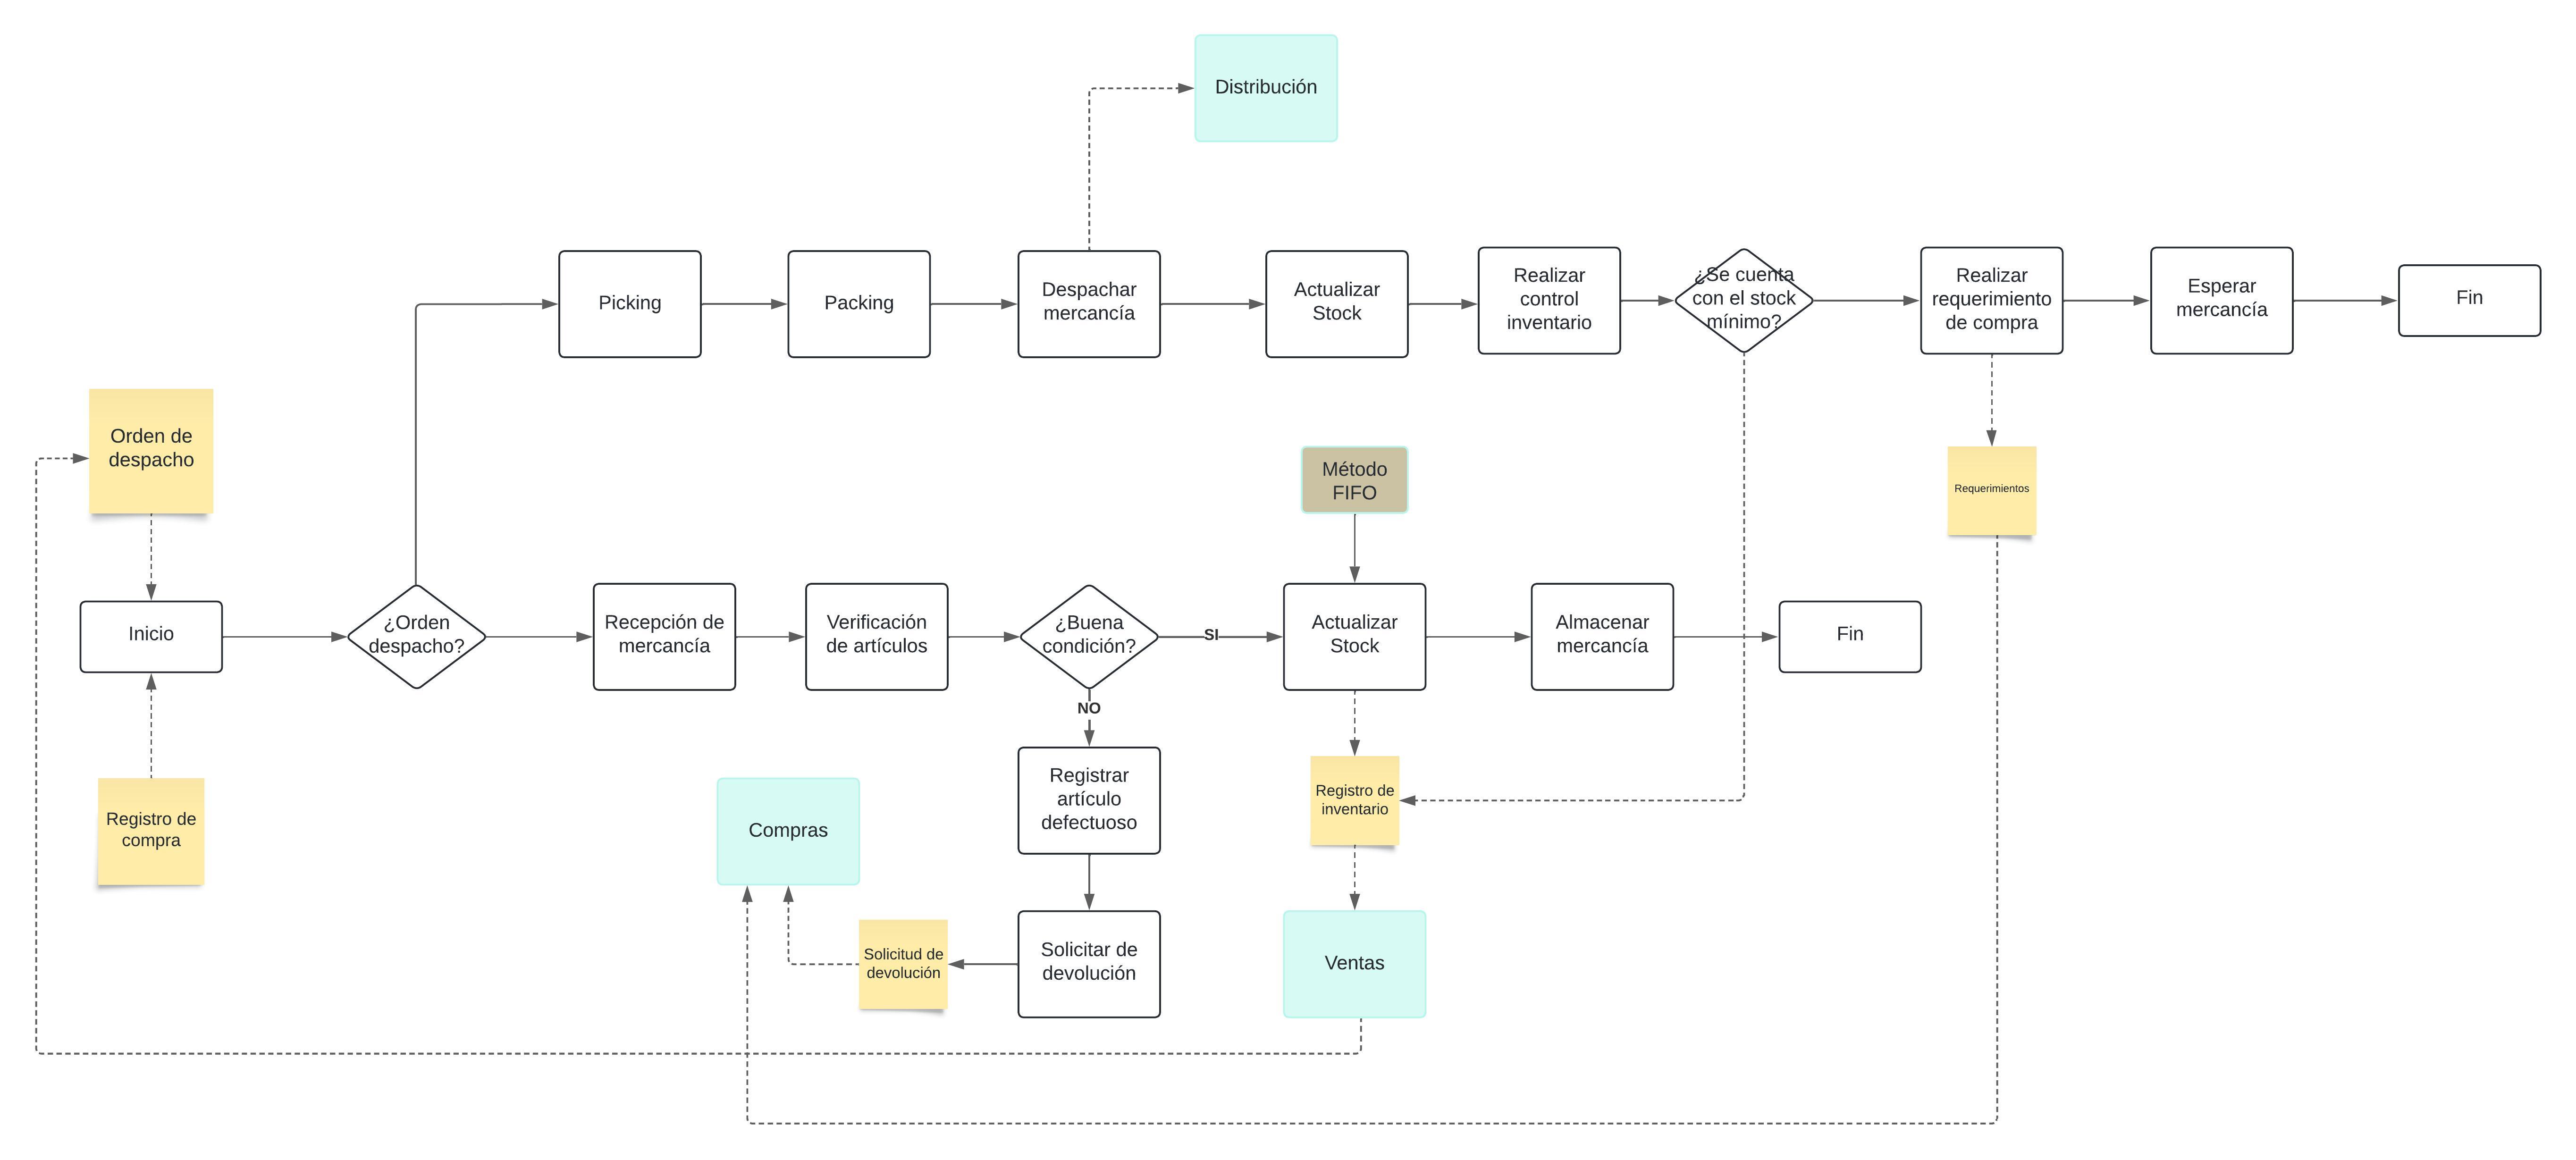 Distribución
Picking
Packing
Despachar
mercancía
Actualizar
Stock
Realizar
control
inventario
¿Se cuenta
con el stock
mínimo?
Realizar
requerimiento
de compra
Esperar
mercancía
Fin
Orden de
despacho
Método
FIFO
Requerimientos
Inicio
¿Orden
despacho?
Recepción de
mercancía
Verificación
de artículos
¿Buena
condición?
SI
Actualizar
Stock
Almacenar
mercancía
Fin
NO
Registro de
compra
Compras
Registrar
artículo
defectuoso
Registro de
inventario
Solicitud de
devolución
Solicitar de
devolución
Ventas